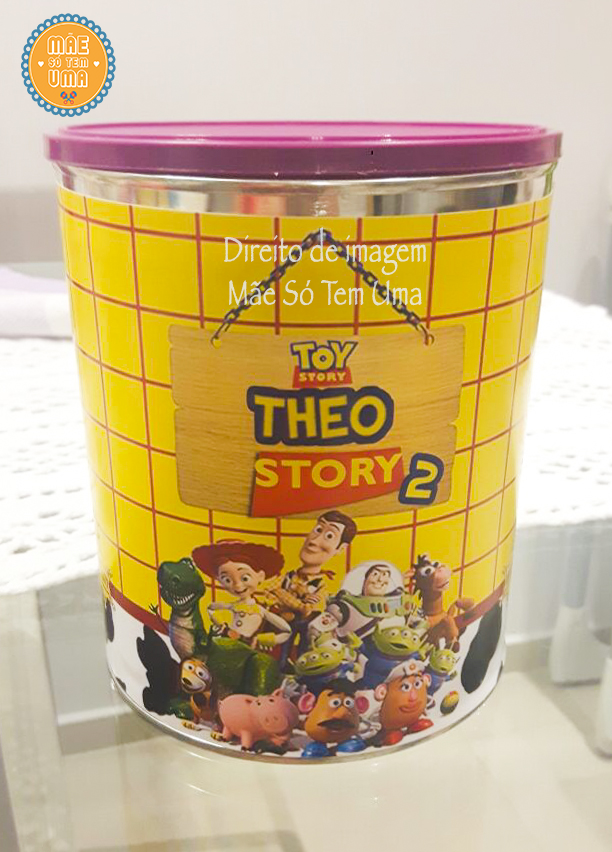 MÃE
SÓ TEM
UMA
Direito de imagem
Mãe Só Tem Uma
TOY
STORY
THEO
STORY 2